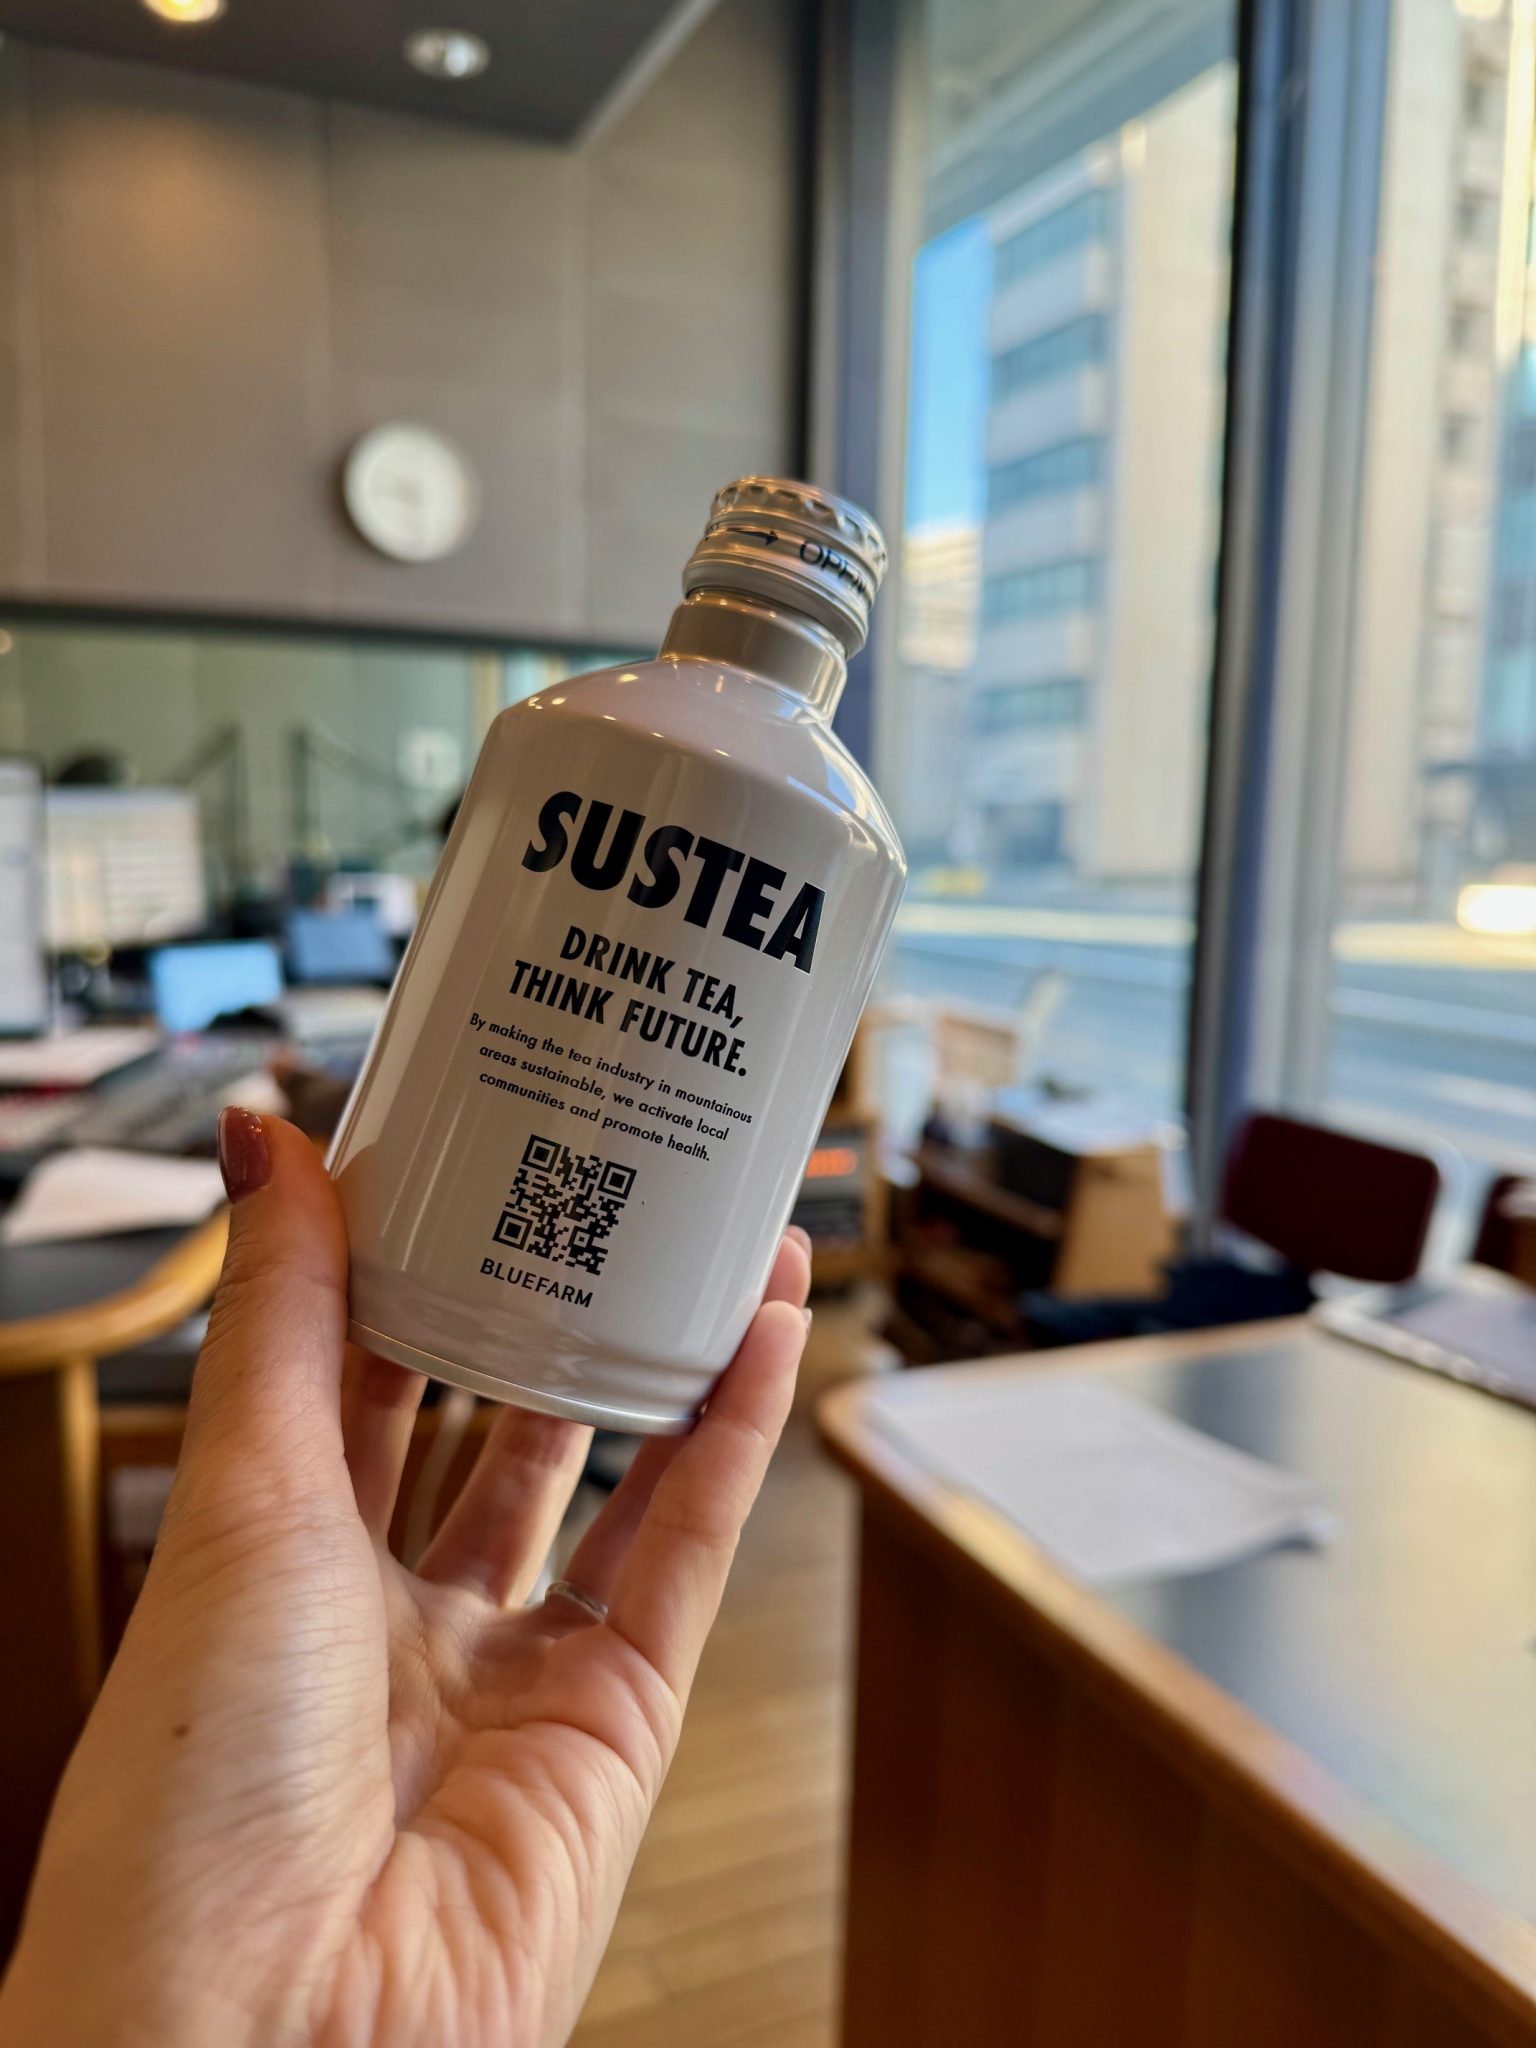 OPEN
SUSTEA
DRINK TEA,
THINK FUTURE.
By making the tea industry in mountainous
areas sustainable, we activate local
communities and promote health.
BLUEFARM